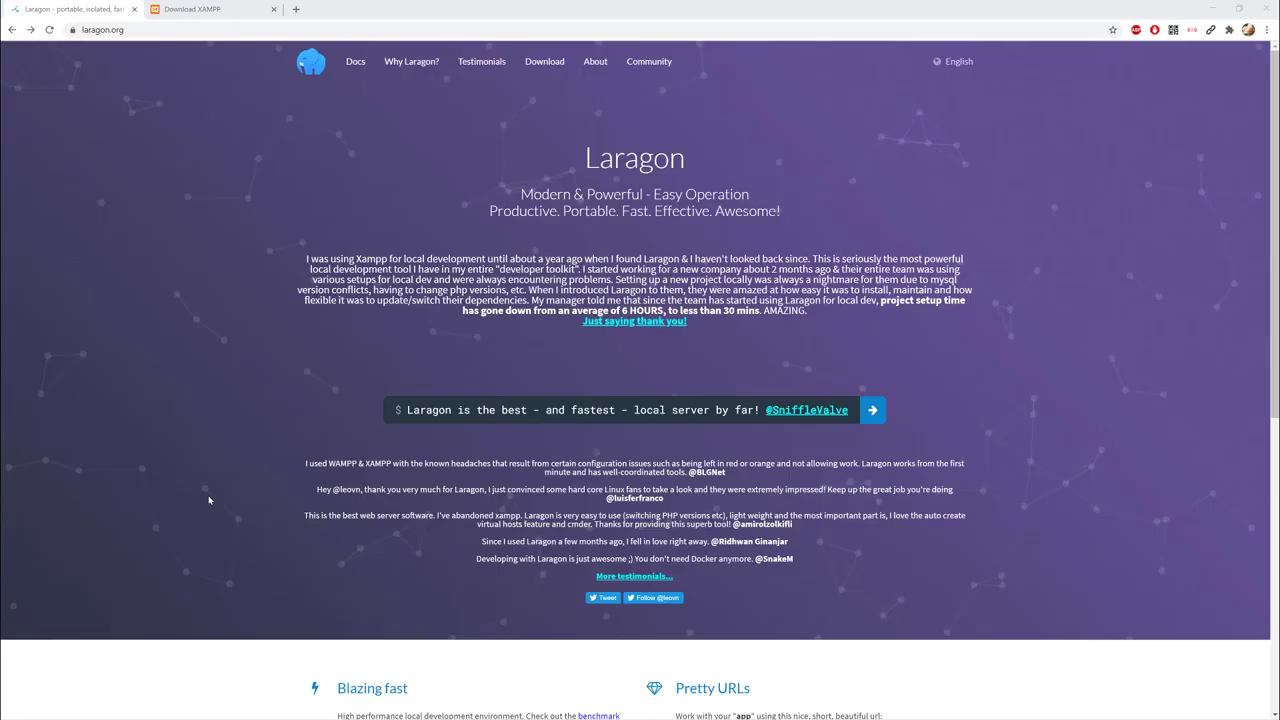 Laragon - portable, isolated, fas
Download XAMPP
laragon.org
Docs
Why Laragon?
Testimonials
Download
About
Community
English
Laragon
Modern & Powerful - Easy Operation
Productive. Portable. Fast. Effective. Awesome!
I was using Xampp for local development until about a year ago when I found Laragon & I haven't looked back since. This is seriously the most powerful
local development tool I have in my entire "developer toolkit". I started working for a new company about 2 months ago & their entire team was using
various setups for local dev and were always encountering problems. Setting up a new project locally was always a nightmare for them due to mysql
version conflicts, having to change php versions, etc. When I introduced Laragon to them, they were amazed at how easy it was to install, maintain and how
flexible it was to update/switch their dependencies. My manager told me that since the team has started using Laragon for local dev, project setup time
has gone down from an average of 6 HOURS, to less than 30 mins. AMAZING.
Just saying thank you!
$ Laragon is the best - and fastest - local server by far! @SniffleValve
I used WAMPP & XAMPP with the known headaches that result from certain configuration issues such as being left in red or orange and not allowing work. Laragon works from the first
minute and has well-coordinated tools. @BLGNet
Hey @leovn, thank you very much for Laragon, I just convinced some hard core Linux fans to take a look and they were extremely impressed! Keep up the great job you're doing
@luisferfranco
This is the best web server software. I've abandoned xampp. Laragon is very easy to use (switching PHP versions etc), light weight and the most important part is, I love the auto create
virtual hosts feature and cmder. Thanks for providing this superb tool! @amirolzolkifli
Since I used Laragon a few months ago, I fell in love right away. @Ridhwan Ginanjar
Developing with Laragon is just awesome ;) You don't need Docker anymore. @SnakeM
More testimonials...
Tweet
Follow @leovn
Blazing fast
Pretty URLs
High performance local development environment. Check out the benchmark
Work with your "app" using this nice, short, beautiful url: